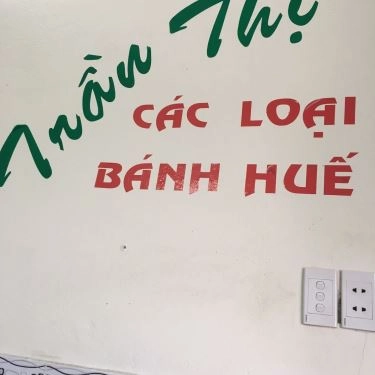 Trần Thị
CÁC LOẠI
BÁNH HUẾ